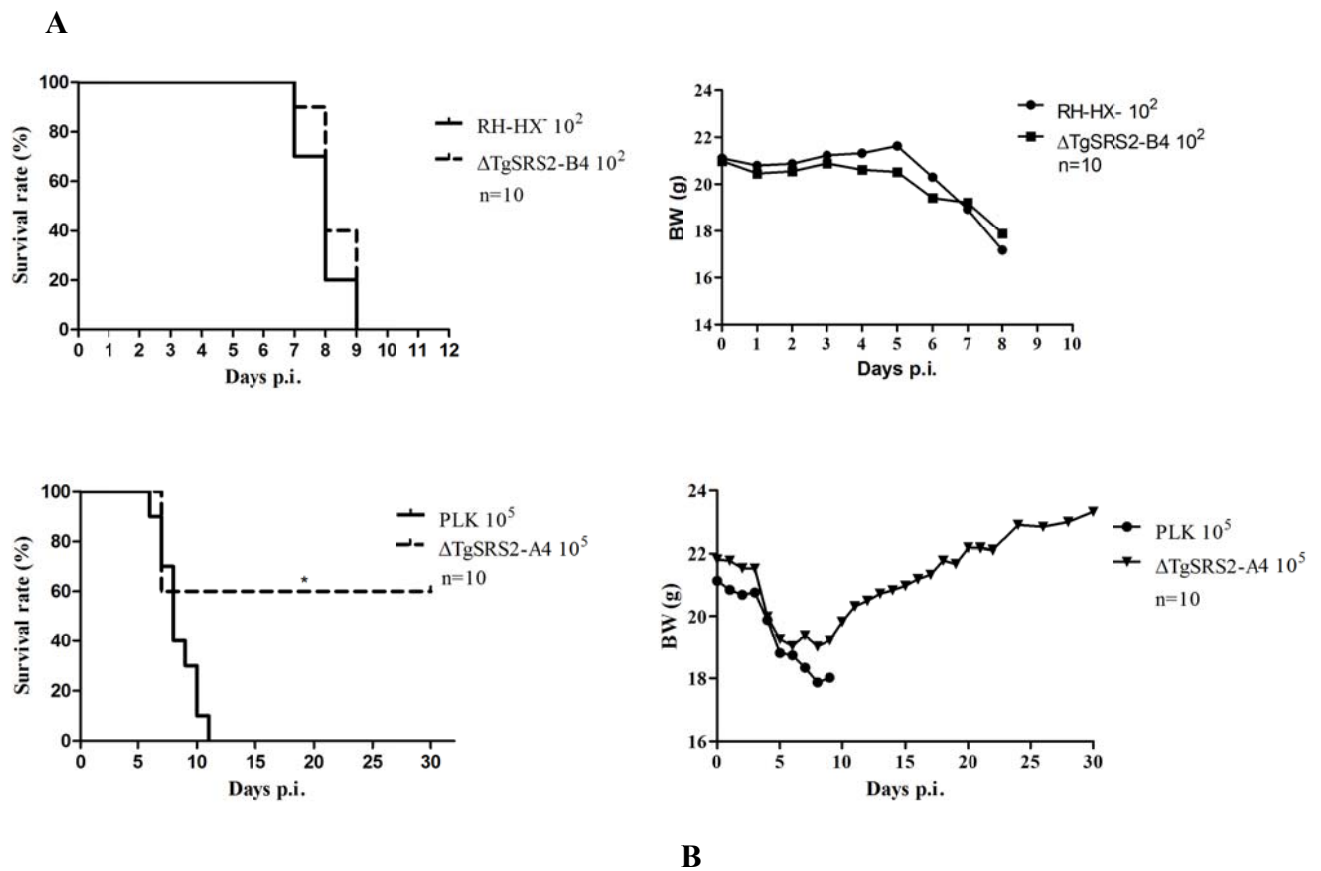 A
100
80
60
40
20
0
Survival rate (%)
0 1 2 3 4 5 6 7 8 9 10 11 12
Days p.i.
RH-HX⁻ 10²
ΔTgSRS2-B4 10²
n=10
24
22
20
18
16
14
BW (g)
0 1 2 3 4 5 6 7 8 9 10
Days p.i.
RH-HX- 10²
ΔTgSRS2-B4 10²
n=10
100
80
60
40
20
0
Survival rate (%)
*
0 5 10 15 20 25 30
Days p.i.
PLK 10⁵
ΔTgSRS2-A4 10⁵
n=10
24
22
20
18
16
BW (g)
0 5 10 15 20 25 30
Days p.i.
PLK 10⁵
ΔTgSRS2-A4 10⁵
n=10
B